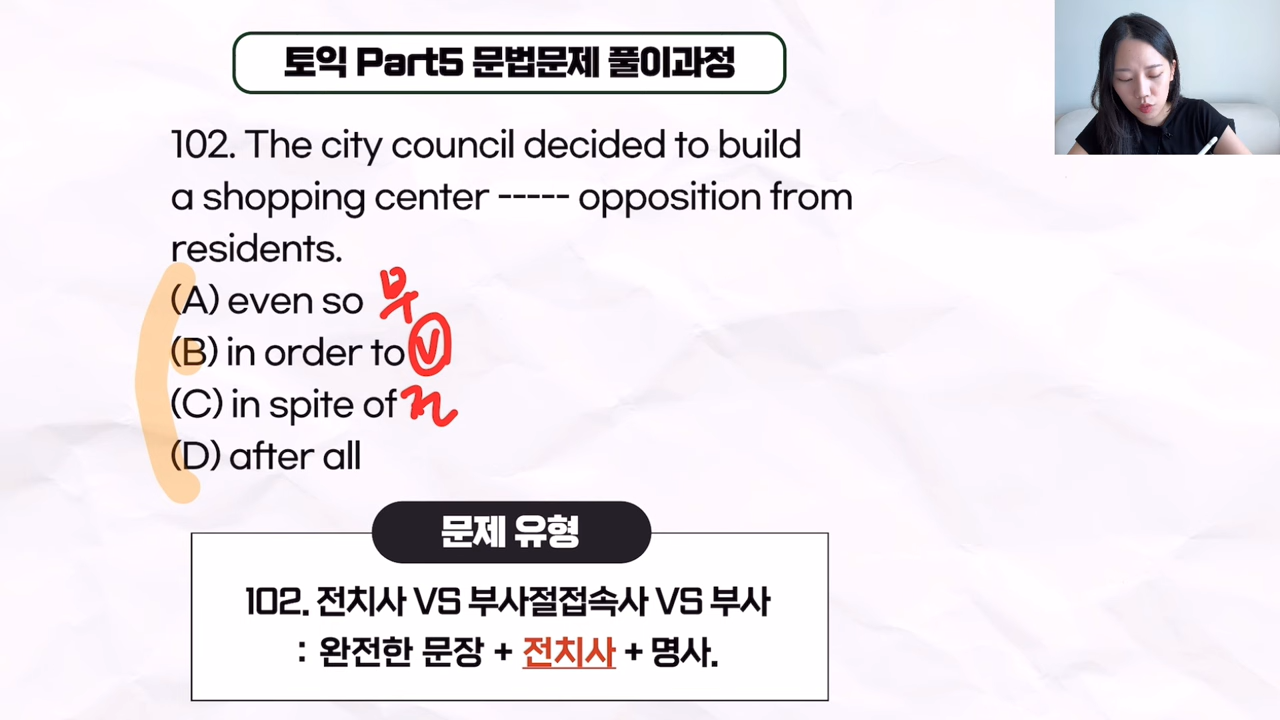 토익 Part5 문법문제 풀이과정
102. The city council decided to build
a shopping center ----- opposition from
residents.
(A) even so 부
(B) in order to V
(C) in spite of n
(D) after all
문제 유형
102. 전치사 VS 부사절접속사 VS 부사
: 완전한 문장 + 전치사 + 명사.